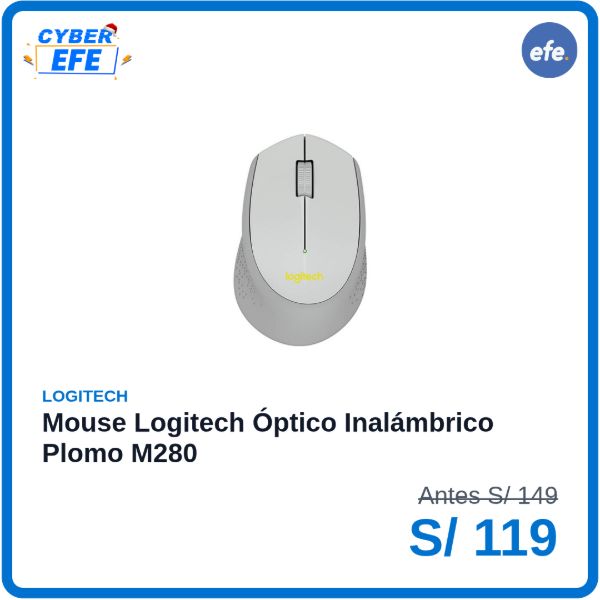 CYBER
EFE
efe.
logitech
LOGITECH
Mouse Logitech Óptico Inalámbrico
Plomo M280
Antes S/ 149
S/ 119